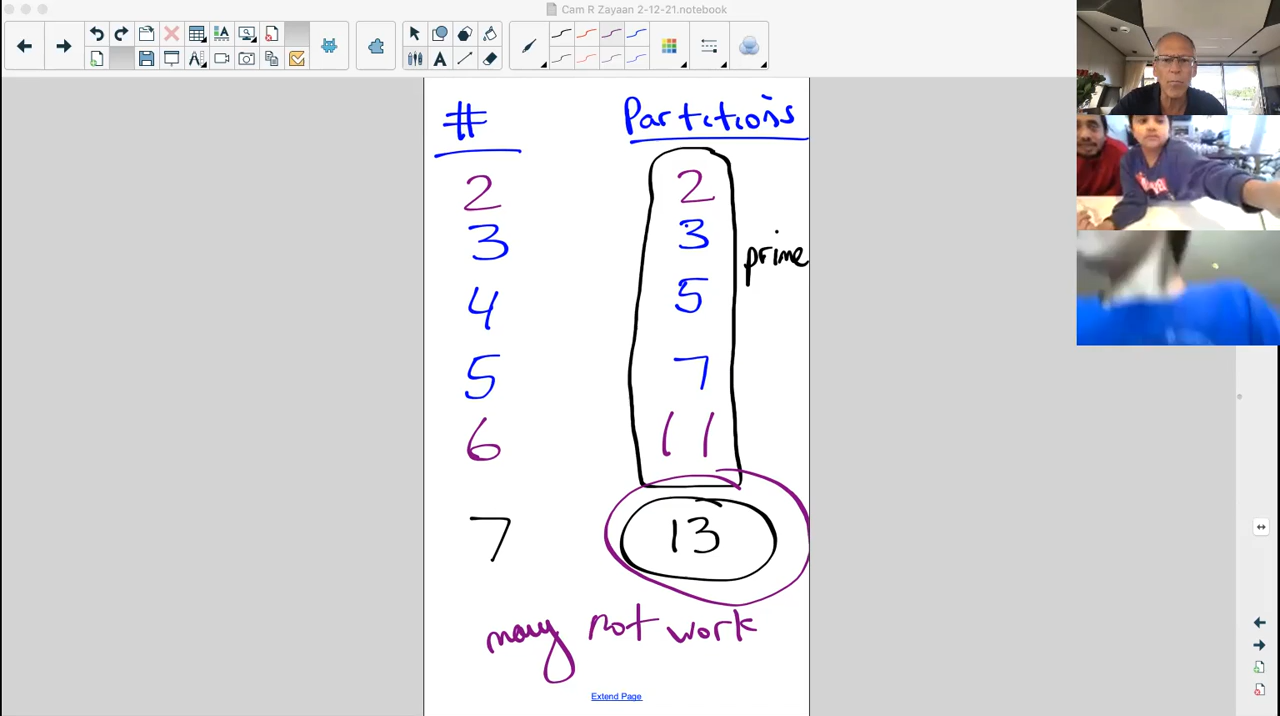 Cam R Zayaan 2-12-21.notebook
# Partitions
2 2
3 3
prime
4 5
5 7
6 11
7 13
may not work
Extend Page